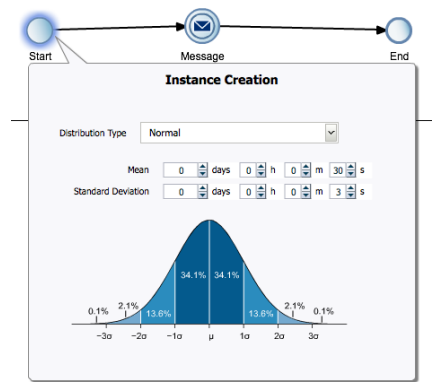 Start Message End
Instance Creation
Distribution Type Normal
Mean 0 days 0 h 0 m 30 s
Standard Deviation 0 days 0 h 0 m 3 s
34.1% 34.1%
0.1% 2.1% 13.6% 13.6% 2.1% 0.1%
−3σ −2σ −1σ μ 1σ 2σ 3σ